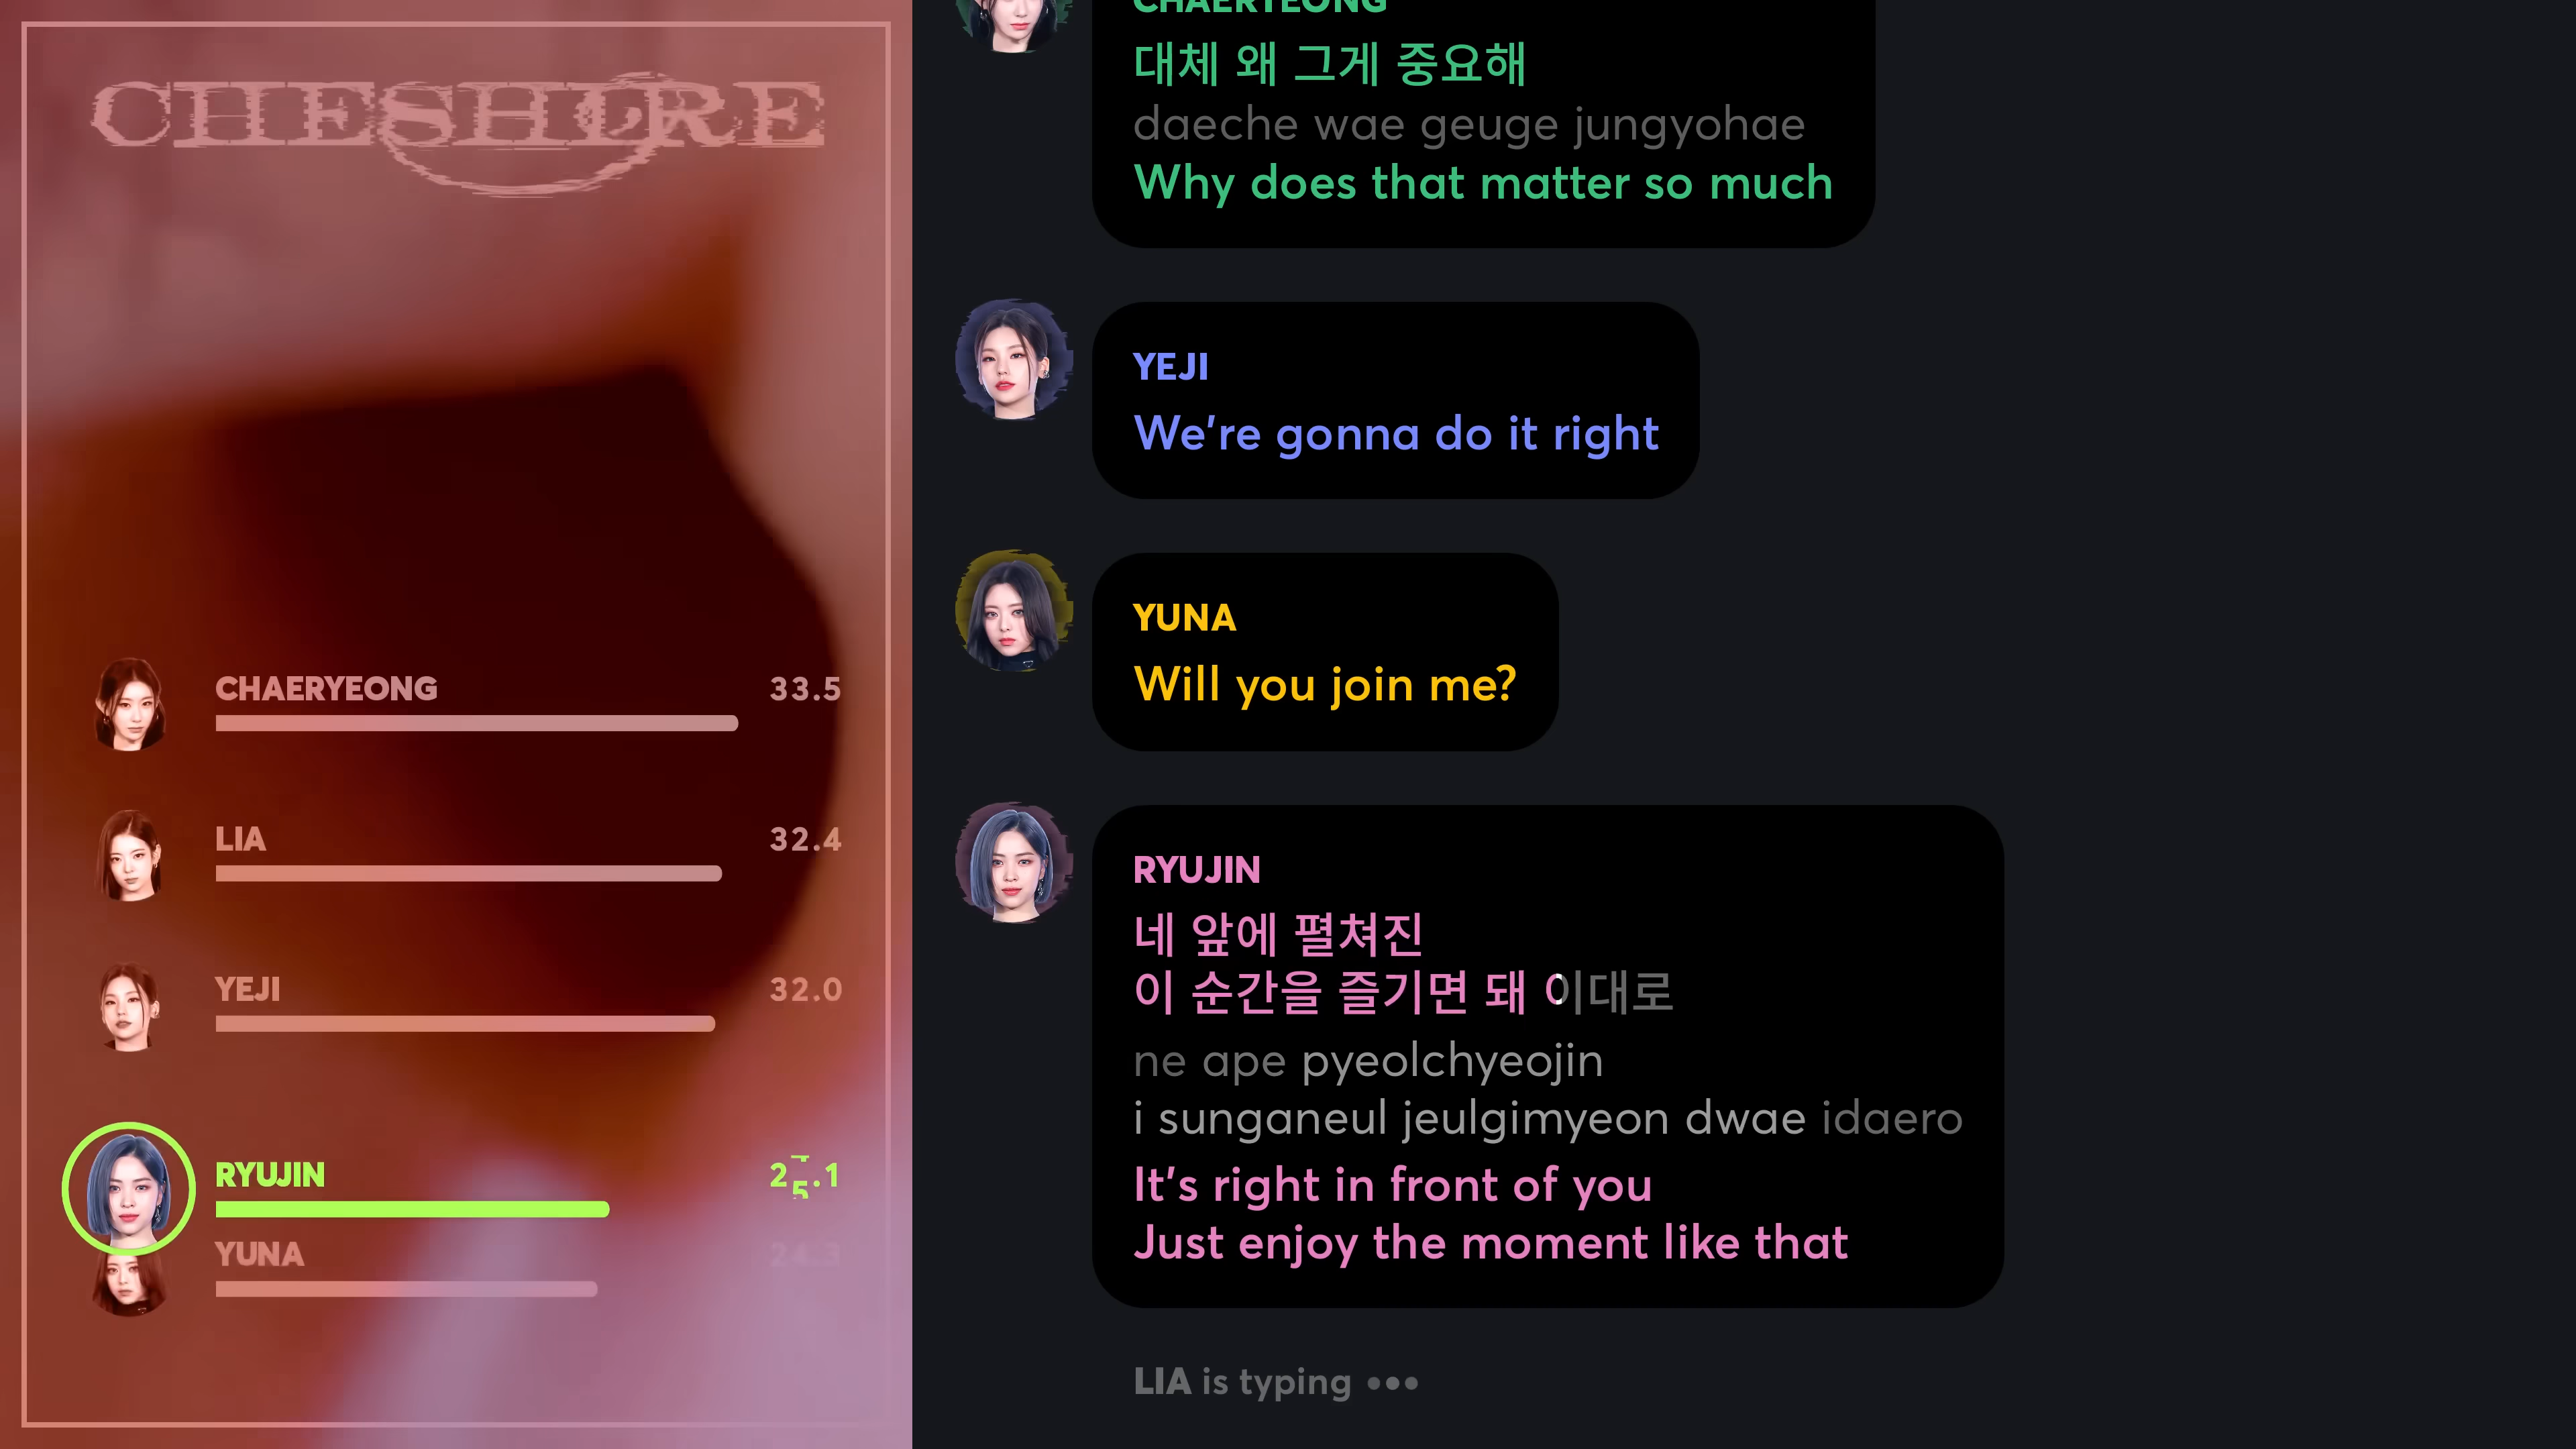 CHESHIRE
CHAERYEONG 33.5
LIA 32.4
YEJI 32.0
RYUJIN
YUNA
CHAERYEONG
대체 왜 그게 중요해
daeche wae geuge jungyohae
Why does that matter so much
YEJI
We're gonna do it right
YUNA
Will you join me?
RYUJIN
네 앞에 펼쳐진
이 순간을 즐기면 돼 이대로
ne ape pyeolchyeojin
i sunganeul jeulgimyeon dwae idaero
It's right in front of you
Just enjoy the moment like that
LIA is typing •••